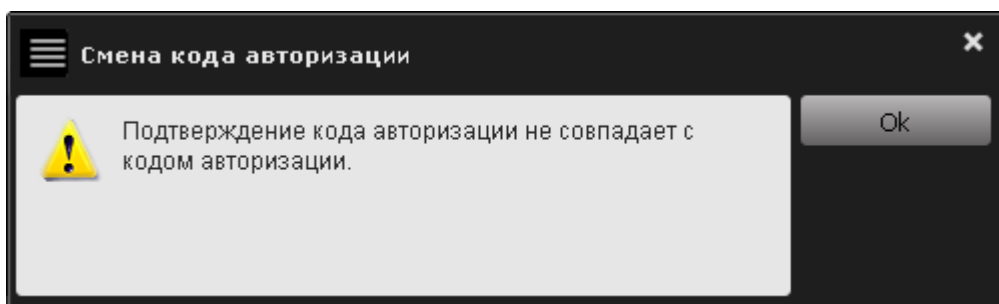 Смена кода авторизации
Подтверждение кода авторизации не совпадает с
кодом авторизации.
Ok